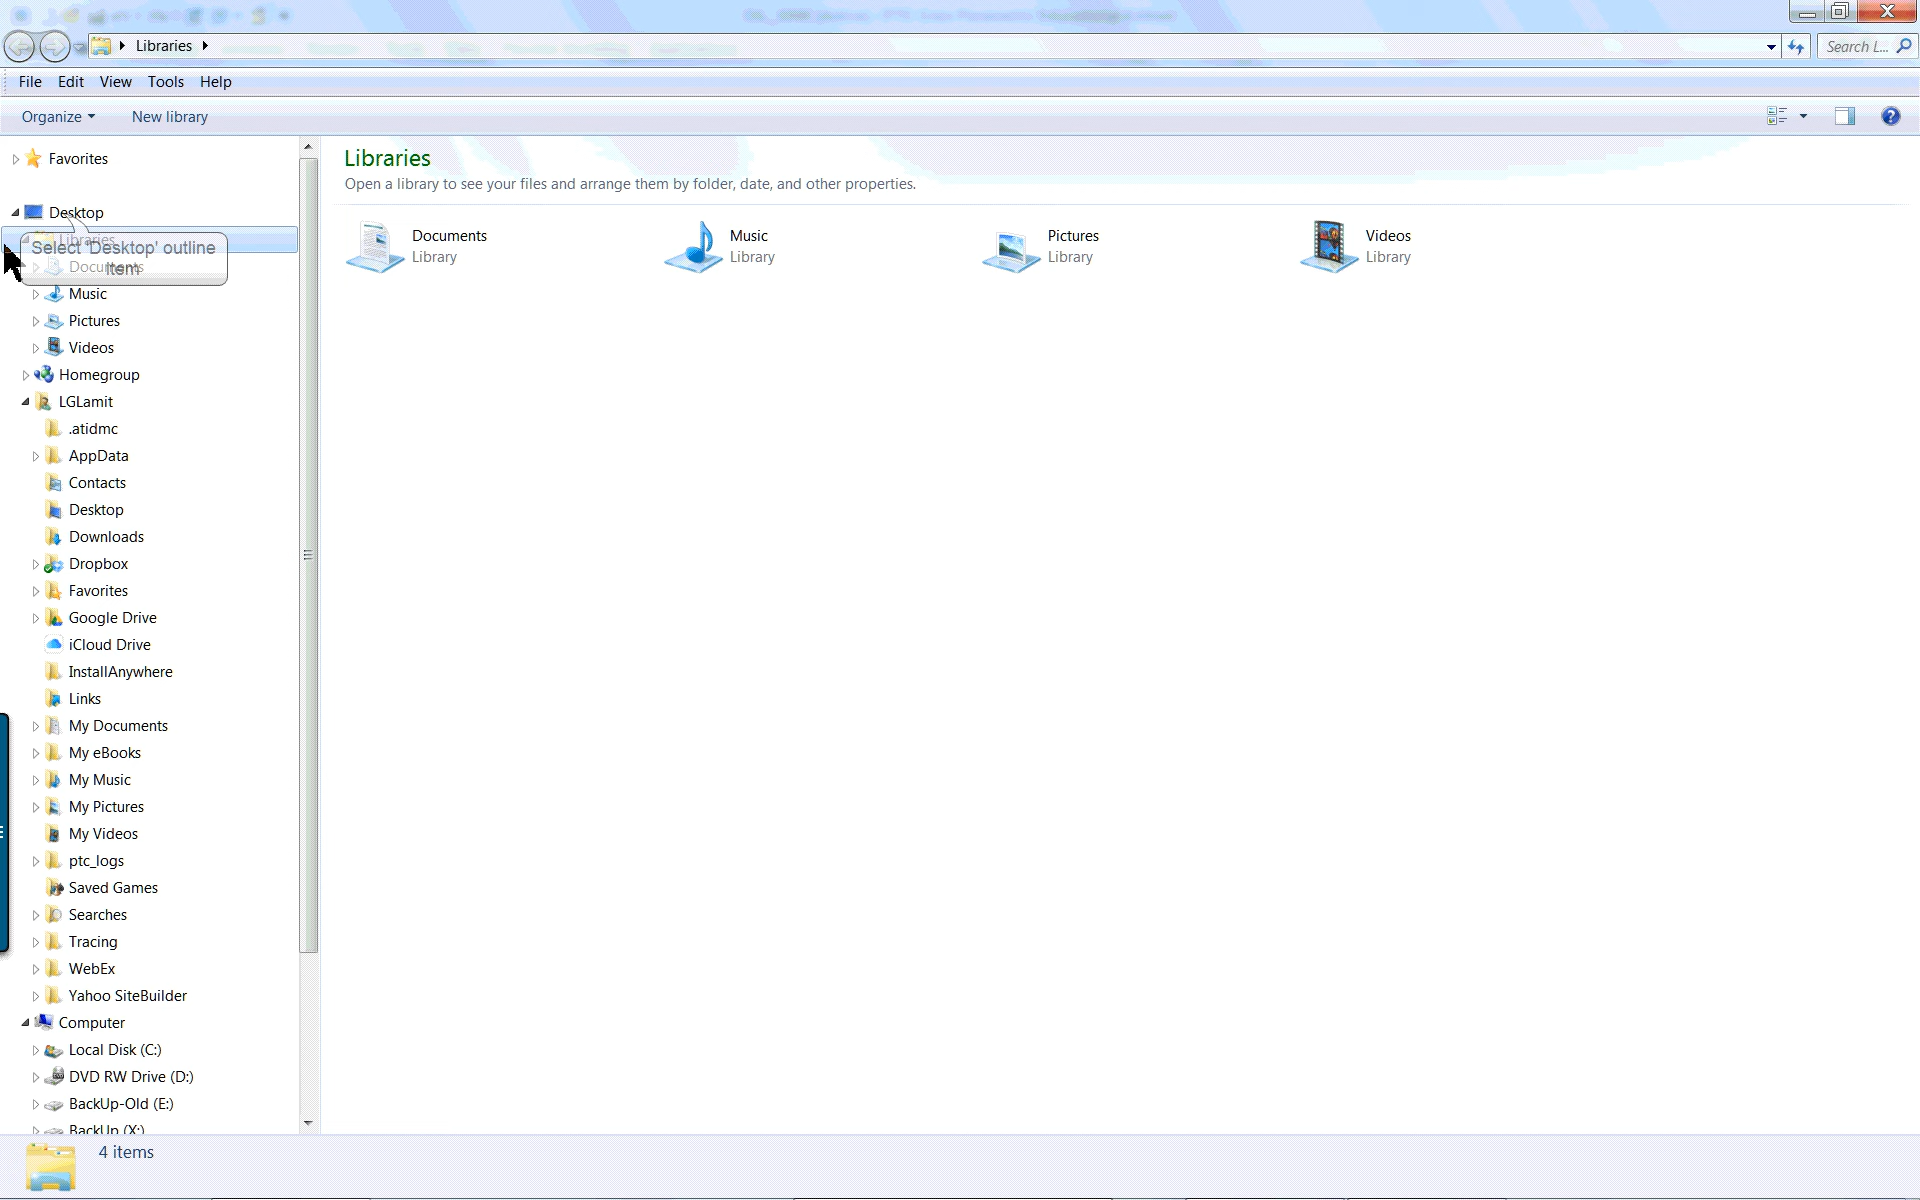 Libraries
Search L...
File Edit View Tools Help
Organize New library
Favorites
Desktop
Libraries
Select 'Desktop' outline
item
Documents
Music
Pictures
Videos
Homegroup
LGLamit
.atidmc
AppData
Contacts
Desktop
Downloads
Dropbox
Favorites
Google Drive
iCloud Drive
InstallAnywhere
Links
My Documents
My eBooks
My Music
My Pictures
My Videos
ptc_logs
Saved Games
Searches
Tracing
WebEx
Yahoo SiteBuilder
Computer
Local Disk (C:)
DVD RW Drive (D:)
BackUp-Old (E:)
BackUp (X:)
Libraries
Open a library to see your files and arrange them by folder, date, and other properties.
Documents
Library
Music
Library
Pictures
Library
Videos
Library
4 items